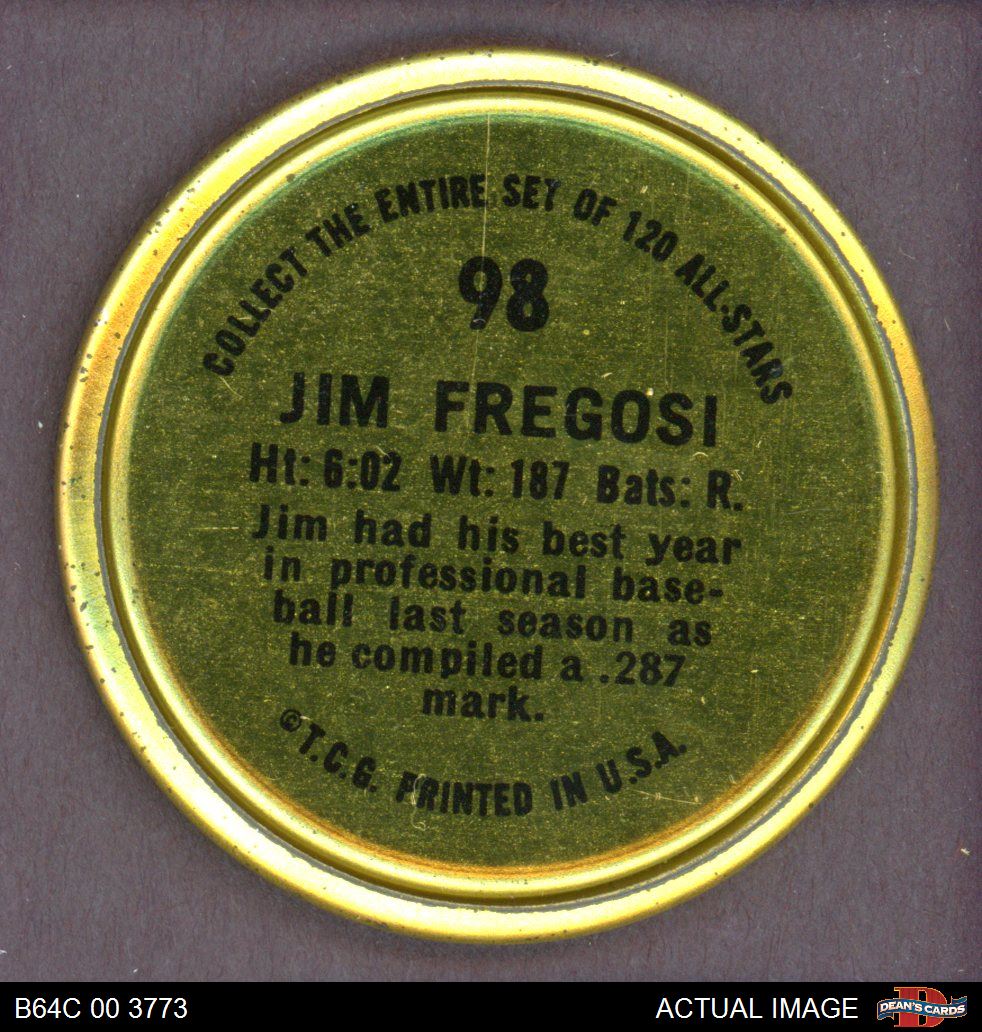 COLLECT THE ENTIRE SET OF 120 ALL-STARS
98
JIM FREGOSI
Ht: 6:02 Wt: 187 Bats: R.
Jim had his best year
in professional base-
ball last season as
he compiled a .287
mark.
©T.C.G. PRINTED IN U.S.A.
B64C 00 3773
ACTUAL IMAGE
DEAN'S CARDS